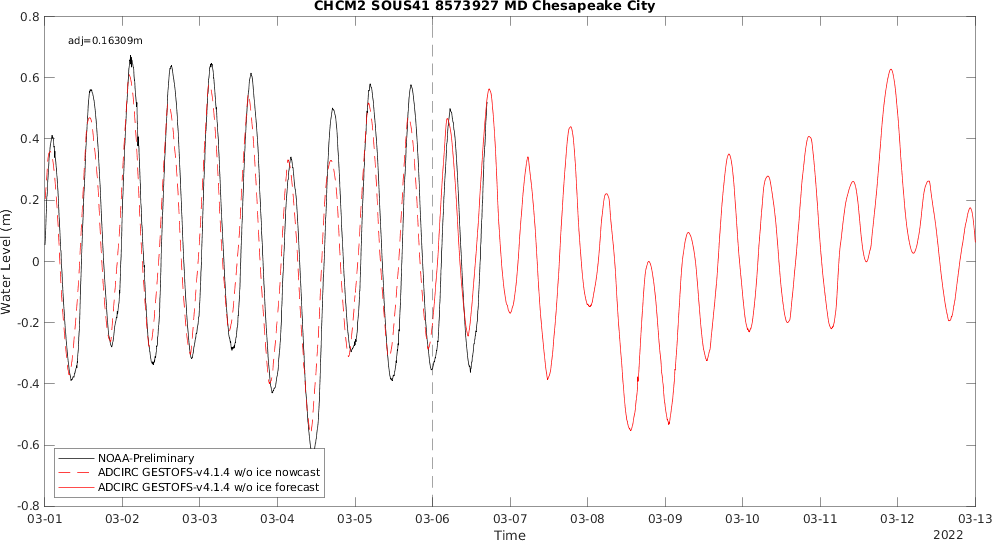 CHCM2 SOUS41 8573927 MD Chesapeake City
adj=0.16309m
0.8
0.6
0.4
0.2
0
-0.2
-0.4
-0.6
-0.8
Water Level (m)
NOAA-Preliminary
ADCIRC GESTOFS-v4.1.4 w/o ice nowcast
ADCIRC GESTOFS-v4.1.4 w/o ice forecast
03-01 03-02 03-03 03-04 03-05 03-06 03-07 03-08 03-09 03-10 03-11 03-12 03-13
Time
2022